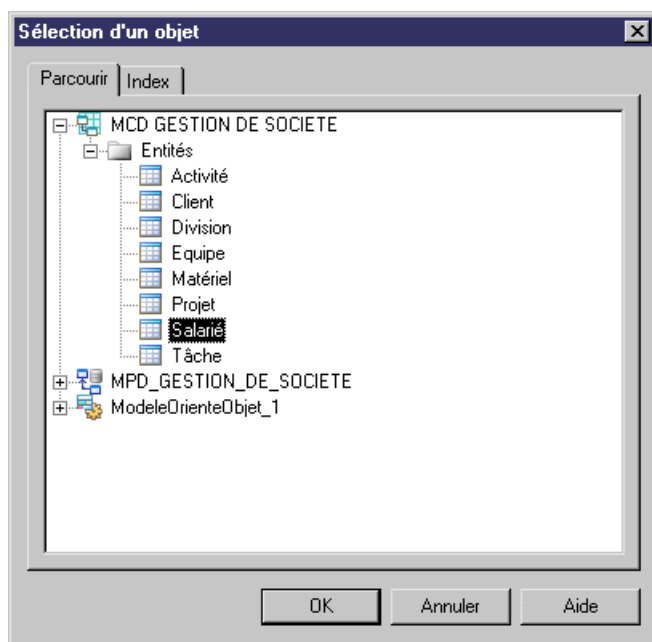 Sélection d'un objet
Parcourir Index
MCD GESTION DE SOCIETE
Entités
Activité
Client
Division
Equipe
Matériel
Projet
Salarié
Tâche
MPD_GESTION_DE_SOCIETE
ModeleOrienteObjet_1
OK Annuler Aide